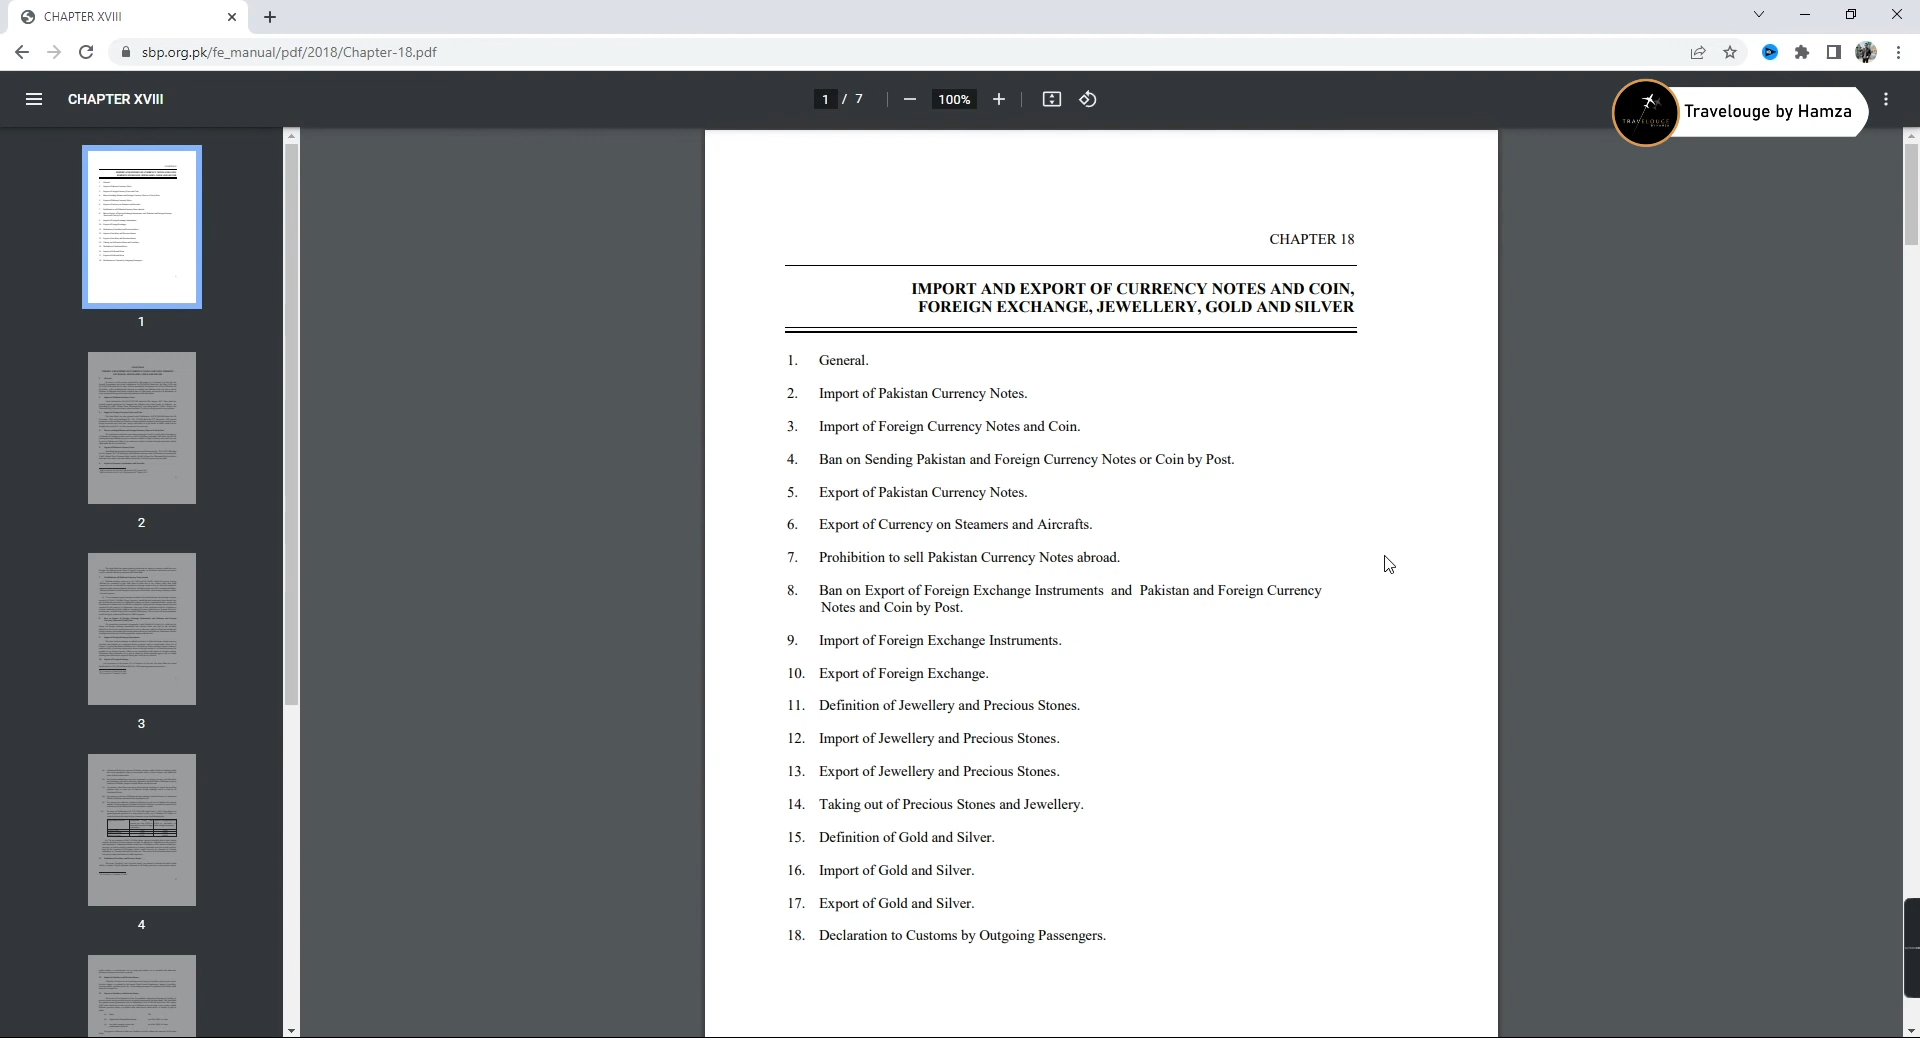 CHAPTER XVIII
sbp.org.pk/fe_manual/pdf/2018/Chapter-18.pdf
CHAPTER XVIII
1 / 7
100%
TRAVELOUGE
Travelouge by Hamza
1
2
3
4
CHAPTER 18
IMPORT AND EXPORT OF CURRENCY NOTES AND COIN,
FOREIGN EXCHANGE, JEWELLERY, GOLD AND SILVER
1. General.
2. Import of Pakistan Currency Notes.
3. Import of Foreign Currency Notes and Coin.
4. Ban on Sending Pakistan and Foreign Currency Notes or Coin by Post.
5. Export of Pakistan Currency Notes.
6. Export of Currency on Steamers and Aircrafts.
7. Prohibition to sell Pakistan Currency Notes abroad.
8. Ban on Export of Foreign Exchange Instruments and Pakistan and Foreign Currency
Notes and Coin by Post.
9. Import of Foreign Exchange Instruments.
10. Export of Foreign Exchange.
11. Definition of Jewellery and Precious Stones.
12. Import of Jewellery and Precious Stones.
13. Export of Jewellery and Precious Stones.
14. Taking out of Precious Stones and Jewellery.
15. Definition of Gold and Silver.
16. Import of Gold and Silver.
17. Export of Gold and Silver.
18. Declaration to Customs by Outgoing Passengers.